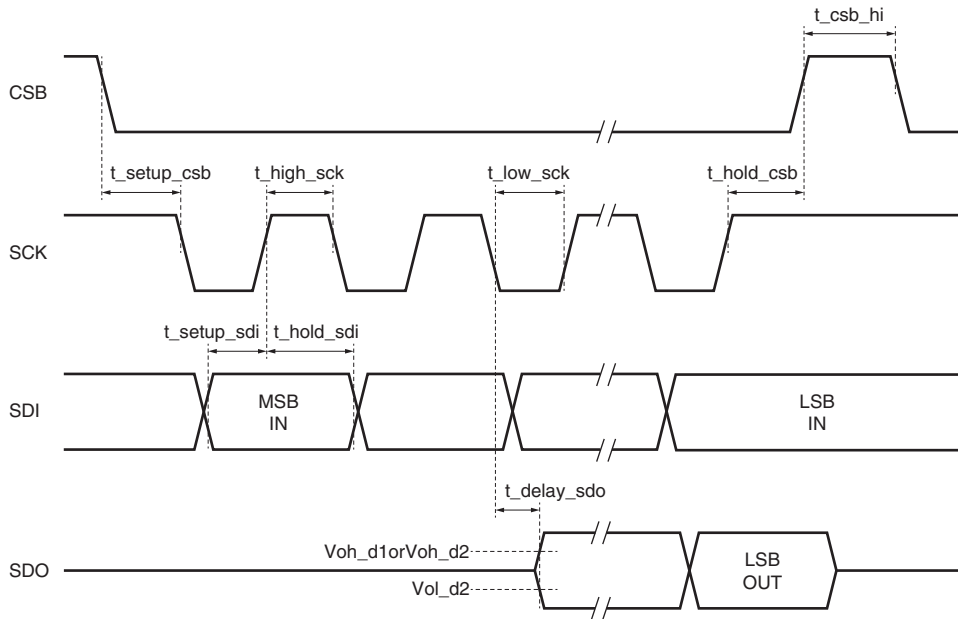 t_csb_hi
CSB
t_setup_csb
t_high_sck
t_low_sck
t_hold_csb
SCK
t_setup_sdi
t_hold_sdi
SDI
MSB
IN
LSB
IN
t_delay_sdo
Voh_d1orVoh_d2
SDO
Vol_d2
LSB
OUT